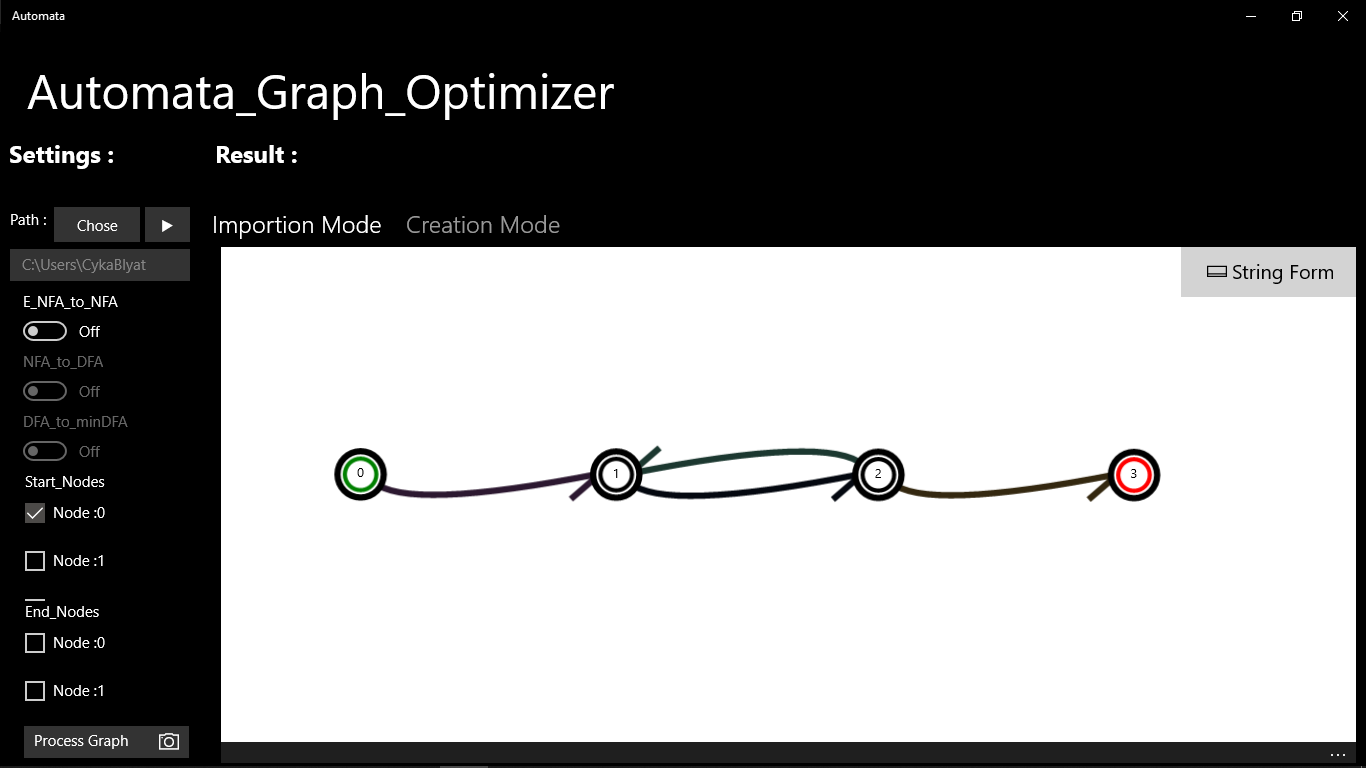 Automata
Automata_Graph_Optimizer
Settings :
Result :
Path :
Chose
Importion Mode
Creation Mode
C:\Users\CykaBlyat
String Form
E_NFA_to_NFA
Off
NFA_to_DFA
Off
DFA_to_minDFA
Off
0
1
2
3
Start_Nodes
Node :0
Node :1
End_Nodes
Node :0
Node :1
Process Graph
...